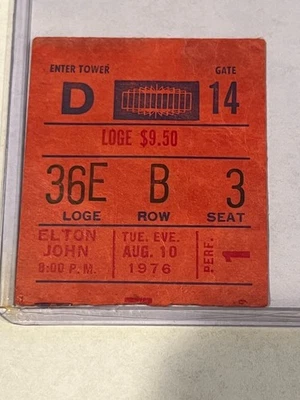 ENTER TOWER GATE
D 14
LOGE $9.50
36E B 3
LOGE ROW SEAT
ELTON JOHN
8:00 P.M.
TUE. EVE.
AUG. 10
1976
PERF. 1